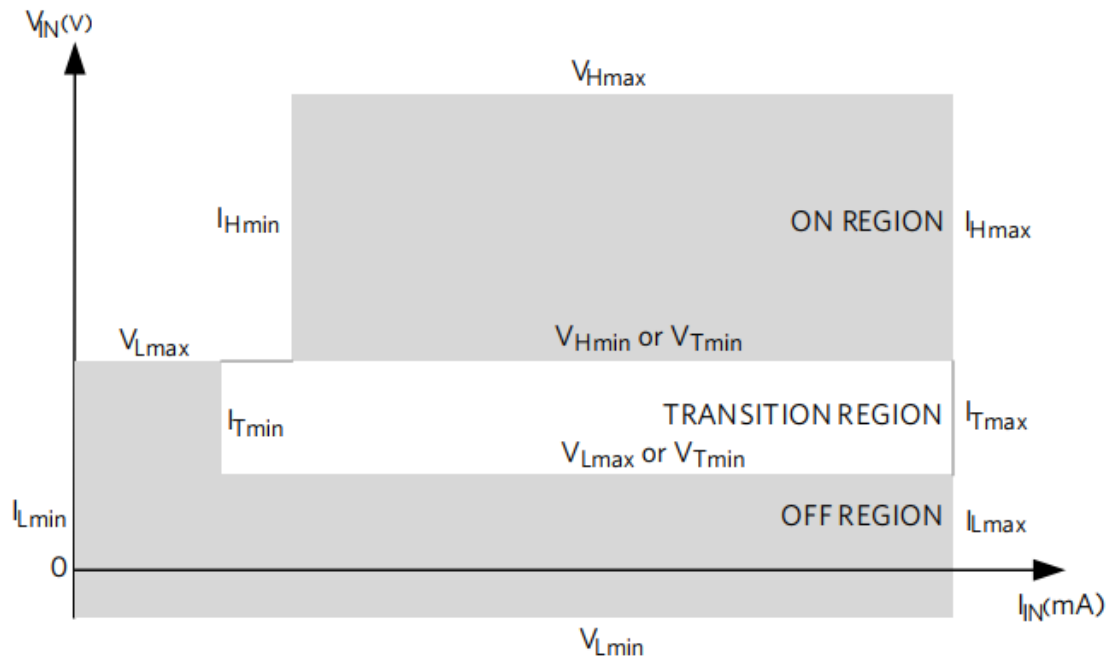 VIN(V)
VHmax
IHmin
ON REGION
IHmax
VLmax
VHmin or VTmin
ITmin
TRANSITION REGION
ITmax
VLmax or VTmin
ILmin
OFF REGION
ILmax
0
IIN(mA)
VLmin